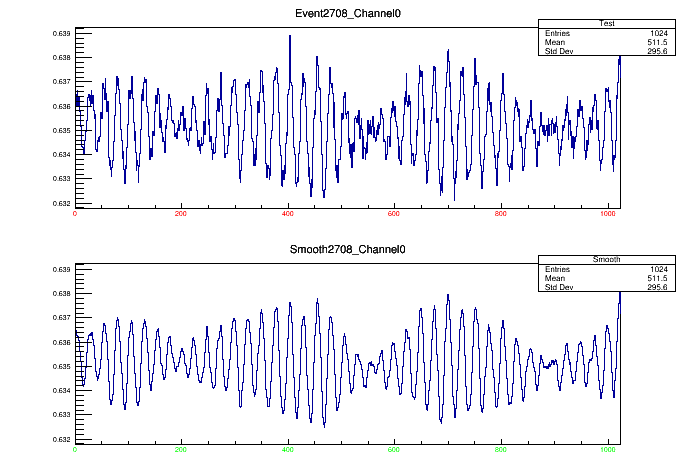 Event2708_Channel0
Test
Entries 1024
Mean 511.5
Std Dev 295.6
0.639
0.638
0.637
0.636
0.635
0.634
0.633
0.632
0 200 400 600 800 1000
Smooth2708_Channel0
Smooth
Entries 1024
Mean 511.5
Std Dev 295.6
0.639
0.638
0.637
0.636
0.635
0.634
0.633
0.632
0 200 400 600 800 1000